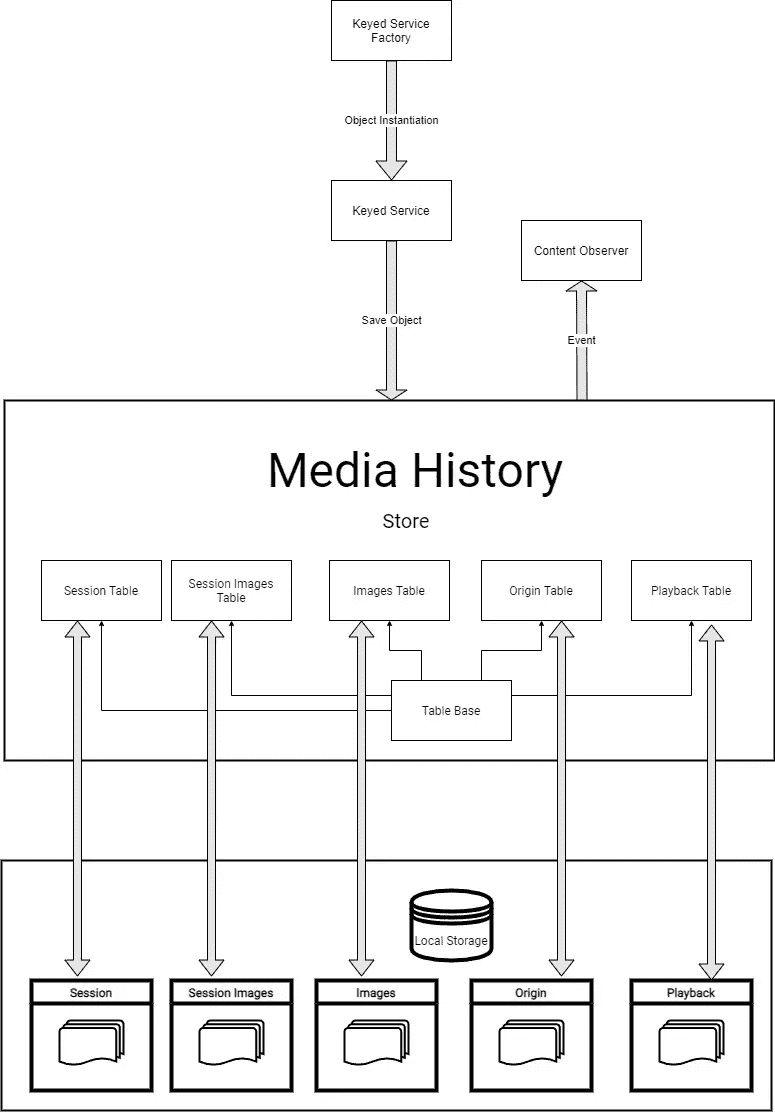 Keyed Service
Factory
Object Instantiation
Keyed Service
Content Observer
Save Object
Event
Media History
Store
Session Table
Session Images
Table
Images Table
Origin Table
Playback Table
Table Base
Local Storage
Session
Session Images
Images
Origin
Playback